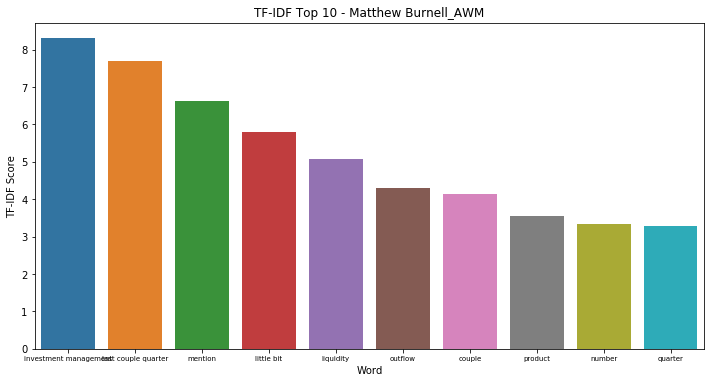 TF-IDF Top 10 - Matthew Burnell_AWM
TF-IDF Score
8
7
6
5
4
3
2
1
0
investment management last couple quarter mention little bit liquidity outflow couple product number quarter
Word